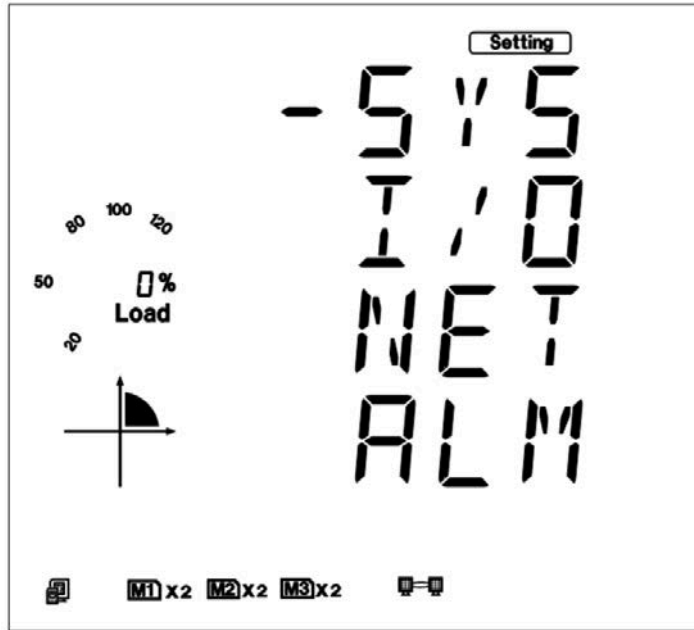 Setting
- SYS
I/O
NET
ALM
80 100 120
50
20
0%
Load
M1 X2 M2 X2 M3 X2